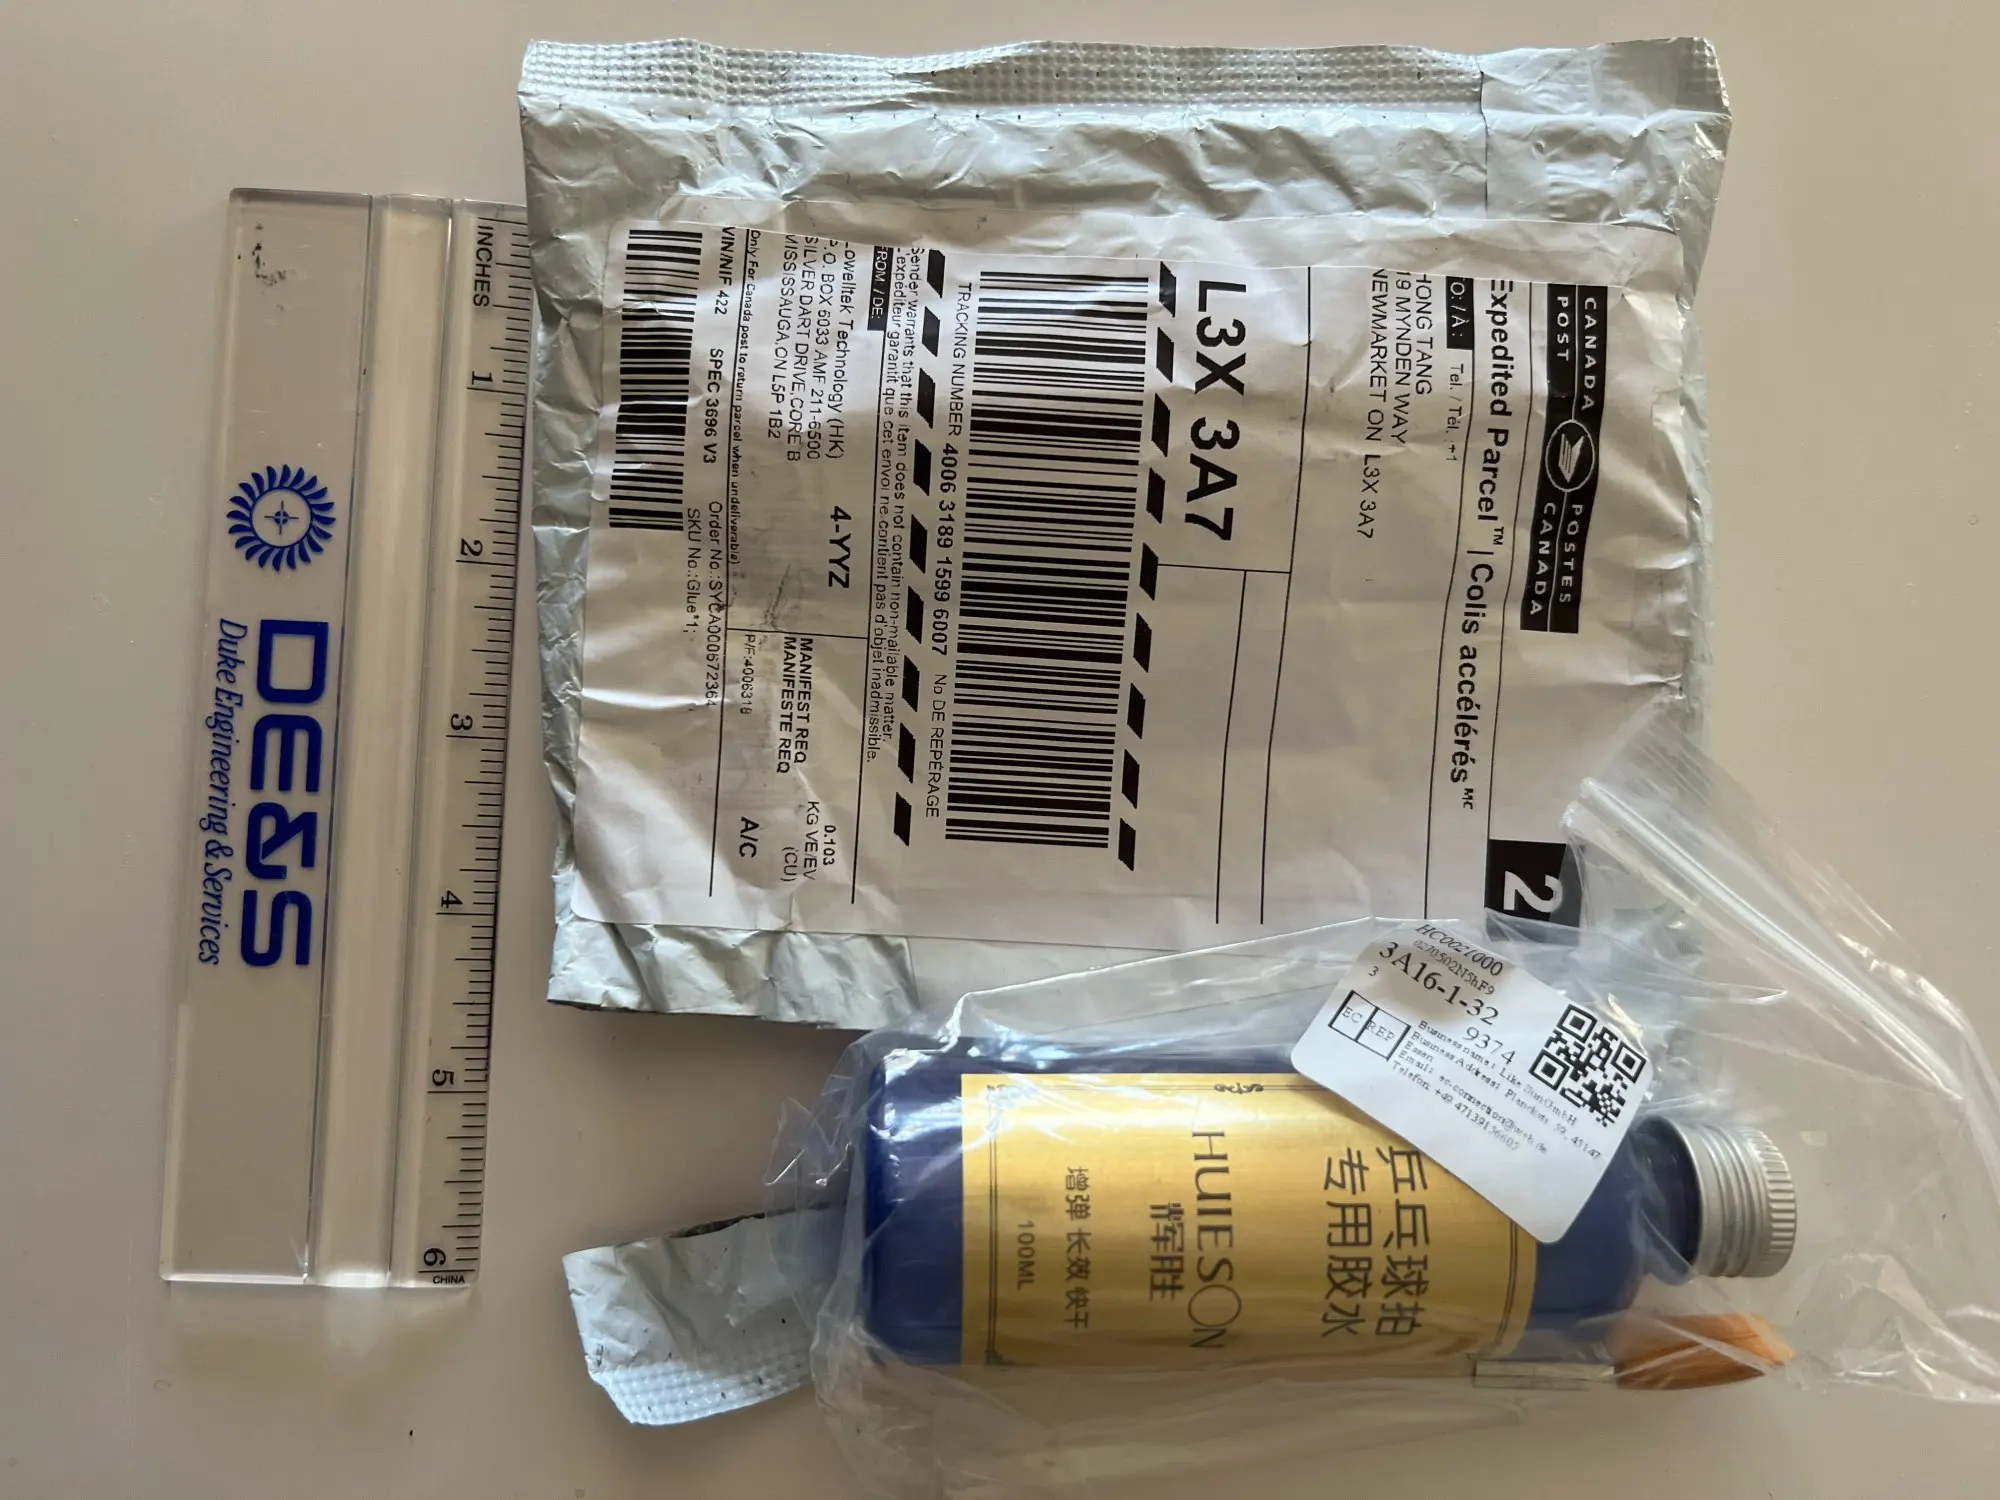 CANADA POST
POSTES CANADA
Expedited Parcel™ | Colis accélérés MC
2
TO: / À : Tel. / Tél. :+1
HONG TANG
19 MYNDEN WAY
NEWMARKET ON L3X 3A7
L3X 3A7
TRACKING NUMBER 4006 3189 1599 6007 No DE REPÉRAGE
Sender warrants that this item does not contain non-mailable matter.
L'expéditeur garantit que cet envoi ne contient pas d'objet inadmissible.
FROM / DE:
Lowelltek Technology (HK)
P.O. BOX 6033 AMF 211-6500
SILVER DART DRIVE,CORE B
MISSISSAUGA,ON L5P 1B2
4-YYZ
0.103
KG VE/EV
(CU)
MANIFEST REQ
MANIFESTE REQ
Only For Canada post to return parcel when undeliverable)
P/F:4006318
A/C
VIN/NIF 422 SPEC 3696 V3
Order No.:SYCA000672364
SKU No.:Glue*1;
INCHES
1
2
3
4
5
6
CHINA
DE&S
Duke Engineering & Services
HC0021000
3A16-1-32
3
9374
EC REP
Essen
乒乓球拍
专用胶水
HUIESON
辉胜
增弹 长效 快干
100ML